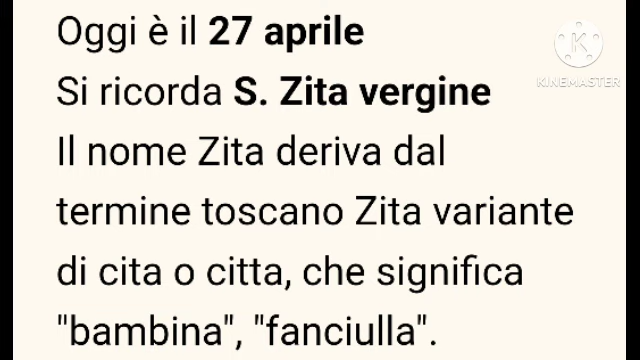 Oggi è il 27 aprile
Si ricorda S. Zita vergine
Il nome Zita deriva dal
termine toscano Zita variante
di cita o citta, che significa
"bambina", "fanciulla".
K
KINEMASTER